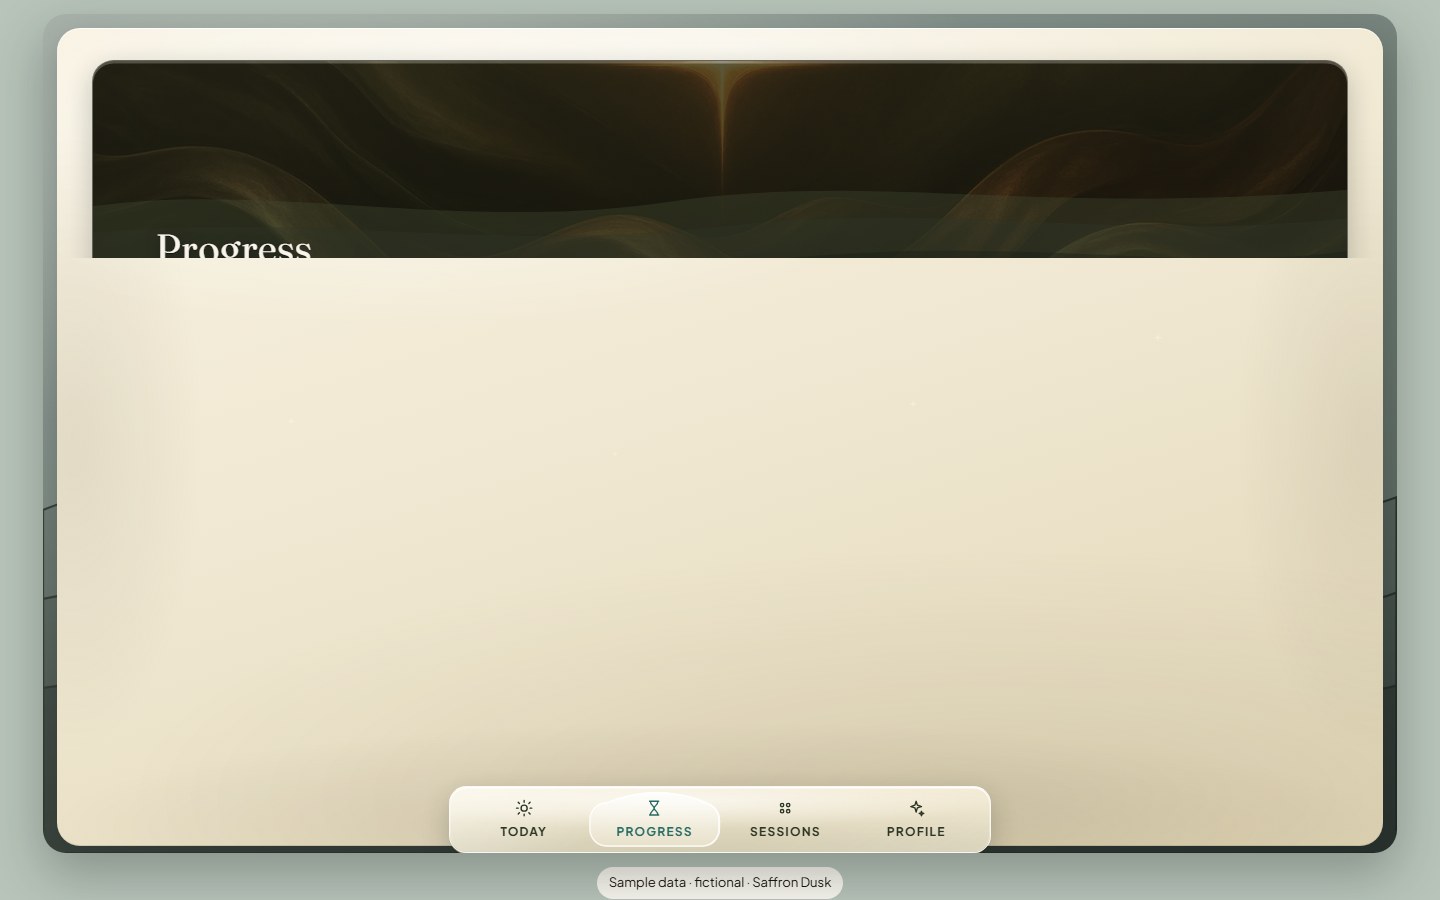 Progress
TODAY
PROGRESS
SESSIONS
PROFILE
Sample data · fictional · Saffron Dusk